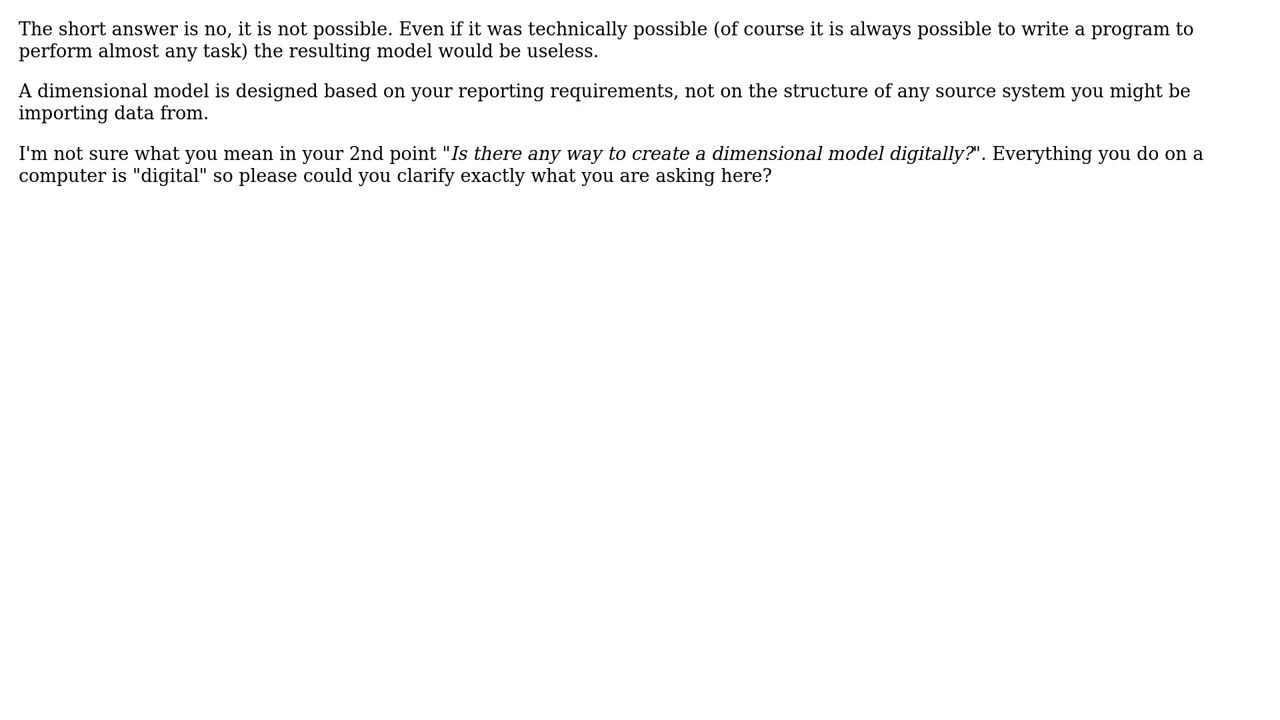 The short answer is no, it is not possible. Even if it was technically possible (of course it is always possible to write a program to
perform almost any task) the resulting model would be useless.
A dimensional model is designed based on your reporting requirements, not on the structure of any source system you might be
importing data from.
I'm not sure what you mean in your 2nd point "Is there any way to create a dimensional model digitally?". Everything you do on a
computer is "digital" so please could you clarify exactly what you are asking here?